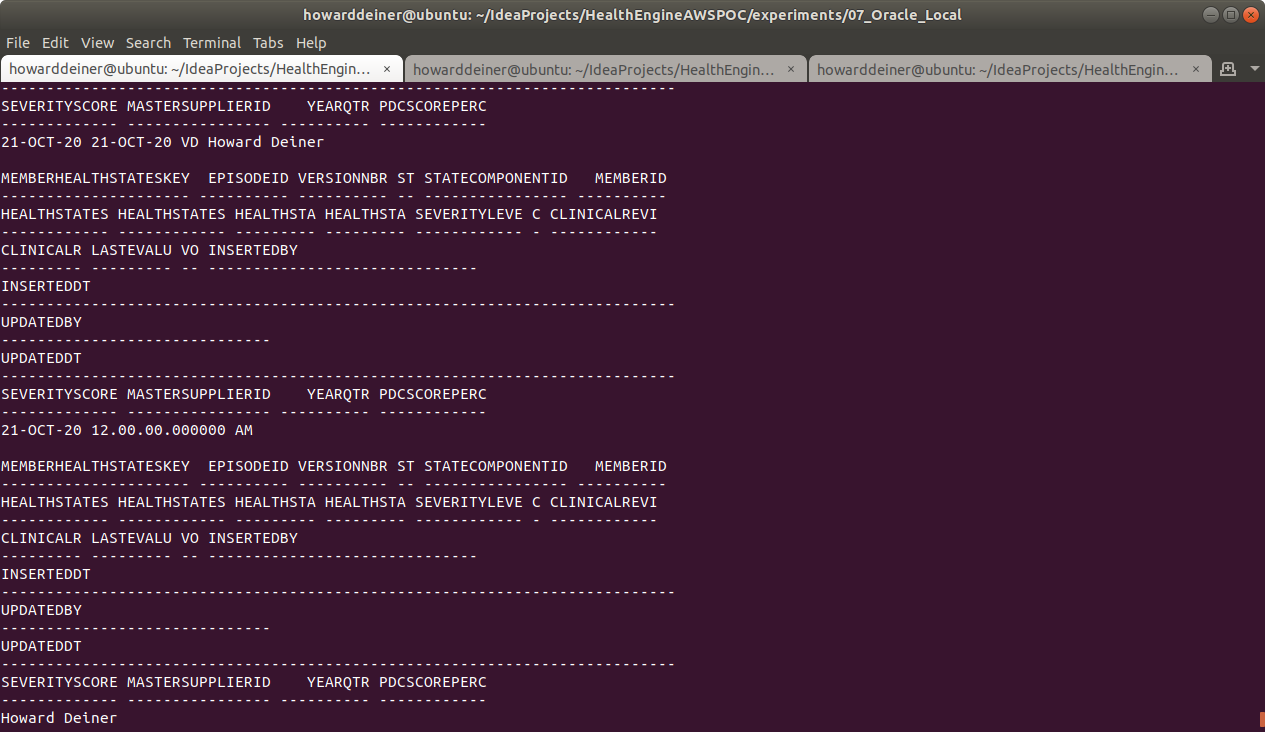 howarddeiner@ubuntu: ~/IdeaProjects/HealthEngineAWSPOC/experiments/07_Oracle_Local
File Edit View Search Terminal Tabs Help
howarddeiner@ubuntu: ~/IdeaProjects/HealthEngin... × howarddeiner@ubuntu: ~/IdeaProjects/HealthEngin... × howarddeiner@ubuntu: ~/IdeaProjects/HealthEngin... ×
---------------------------------------------------------------------------
SEVERITYSCORE MASTERSUPPLIERID    YEARQTR PDCSCOREPERC
------------- ---------------- ---------- ------------
21-OCT-20 21-OCT-20 VD Howard Deiner

MEMBERHEALTHSTATESKEY  EPISODEID VERSIONNBR ST STATECOMPONENTID   MEMBERID
--------------------- ---------- ---------- -- ---------------- ----------
HEALTHSTATES HEALTHSTATES HEALTHSTA HEALTHSTA SEVERITYLEVE C CLINICALREVI
------------ ------------ --------- --------- ------------ - ------------
CLINICALR LASTEVALU VO INSERTEDBY
--------- --------- -- ------------------------------
INSERTEDDT
---------------------------------------------------------------------------
UPDATEDBY
------------------------------
UPDATEDDT
---------------------------------------------------------------------------
SEVERITYSCORE MASTERSUPPLIERID    YEARQTR PDCSCOREPERC
------------- ---------------- ---------- ------------
21-OCT-20 12.00.00.000000 AM

MEMBERHEALTHSTATESKEY  EPISODEID VERSIONNBR ST STATECOMPONENTID   MEMBERID
--------------------- ---------- ---------- -- ---------------- ----------
HEALTHSTATES HEALTHSTATES HEALTHSTA HEALTHSTA SEVERITYLEVE C CLINICALREVI
------------ ------------ --------- --------- ------------ - ------------
CLINICALR LASTEVALU VO INSERTEDBY
--------- --------- -- ------------------------------
INSERTEDDT
---------------------------------------------------------------------------
UPDATEDBY
------------------------------
UPDATEDDT
---------------------------------------------------------------------------
SEVERITYSCORE MASTERSUPPLIERID    YEARQTR PDCSCOREPERC
------------- ---------------- ---------- ------------
Howard Deiner